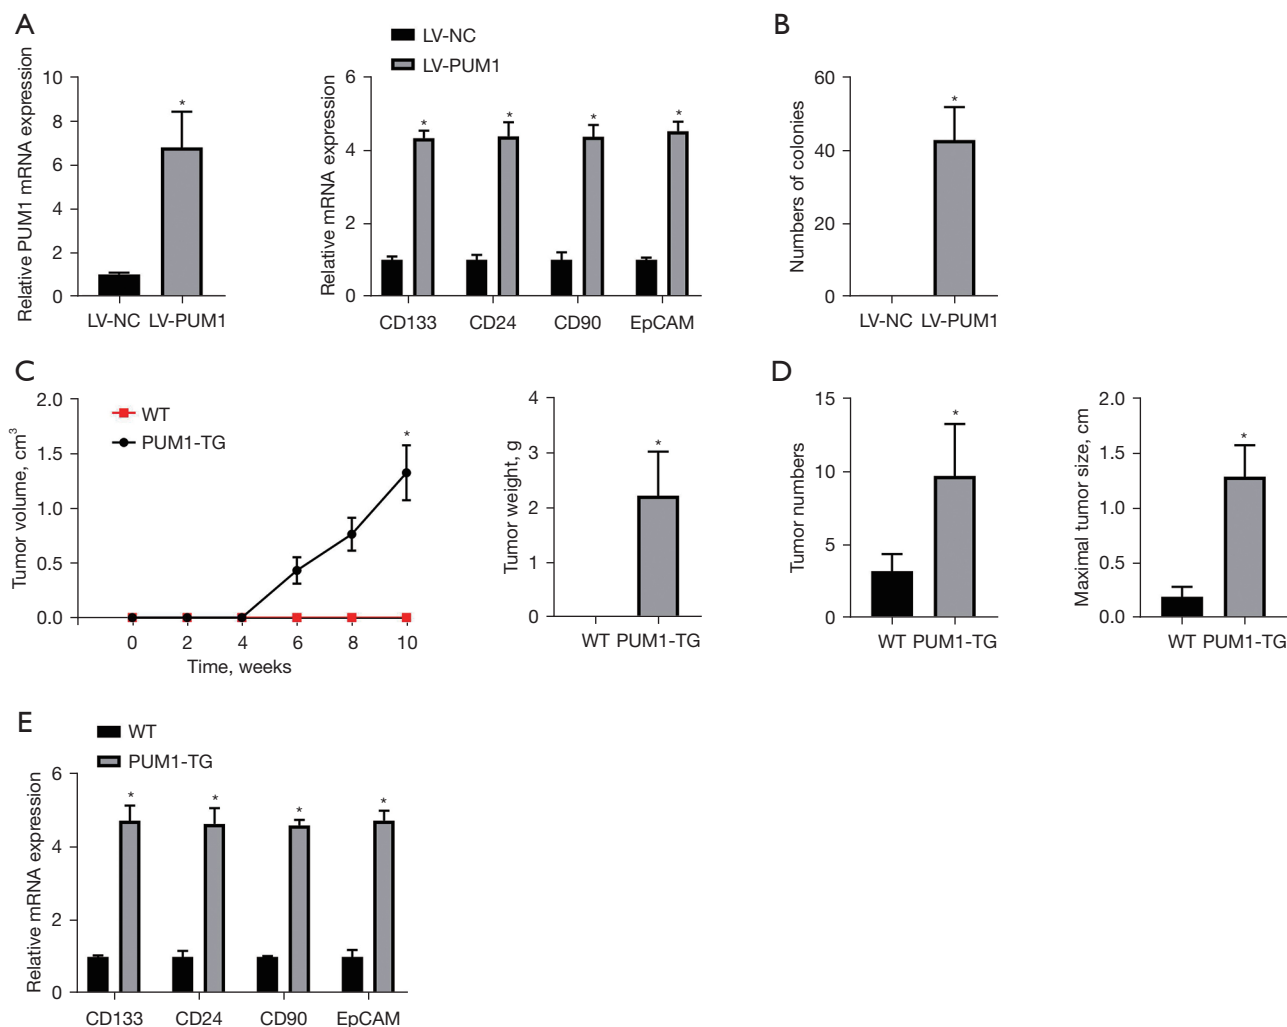 A
Relative PUM1 mRNA expression
10
8
6
4
2
0
*
LV-NC LV-PUM1
LV-NC
LV-PUM1
Relative mRNA expression
6
4
2
0
* * * *
CD133 CD24 CD90 EpCAM
B
Numbers of colonies
60
40
20
0
*
LV-NC LV-PUM1
C
Tumor volume, cm3
2.0
1.5
1.0
0.5
0.0
WT
PUM1-TG
*
0 2 4 6 8 10
Time, weeks
Tumor weight, g
4
3
2
1
0
*
WT PUM1-TG
D
Tumor numbers
15
10
5
0
*
WT PUM1-TG
Maximal tumor size, cm
2.0
1.5
1.0
0.5
0.0
*
WT PUM1-TG
E
WT
PUM1-TG
Relative mRNA expression
6
4
2
0
* * * *
CD133 CD24 CD90 EpCAM